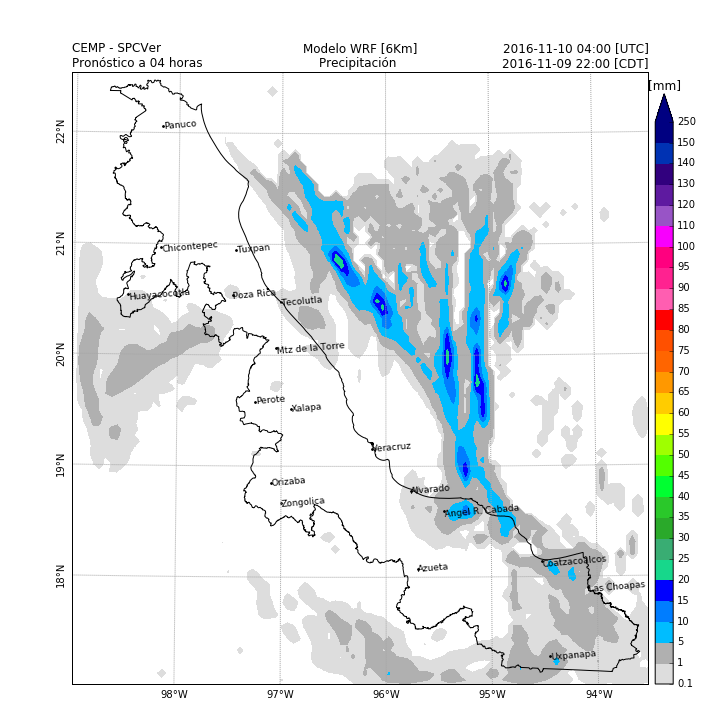 CEMP - SPCVer
Modelo WRF [6Km]
2016-11-10 04:00 [UTC]
Pronóstico a 04 horas
Precipitación
2016-11-09 22:00 [CDT]
[mm]
250
150
140
130
120
110
100
95
90
85
80
75
70
65
60
55
50
45
40
35
30
25
20
15
10
5
1
0.1
22°N
21°N
20°N
19°N
18°N
98°W
97°W
96°W
95°W
94°W
Panuco
Chicontepec
Tuxpan
Huayacocotla
Poza Rica
Tecolutla
Mtz de la Torre
Perote
Xalapa
Veracruz
Orizaba
Alvarado
Zongolica
Angel R. Cabada
Azueta
Coatzacoalcos
Las Choapas
Uxpanapa